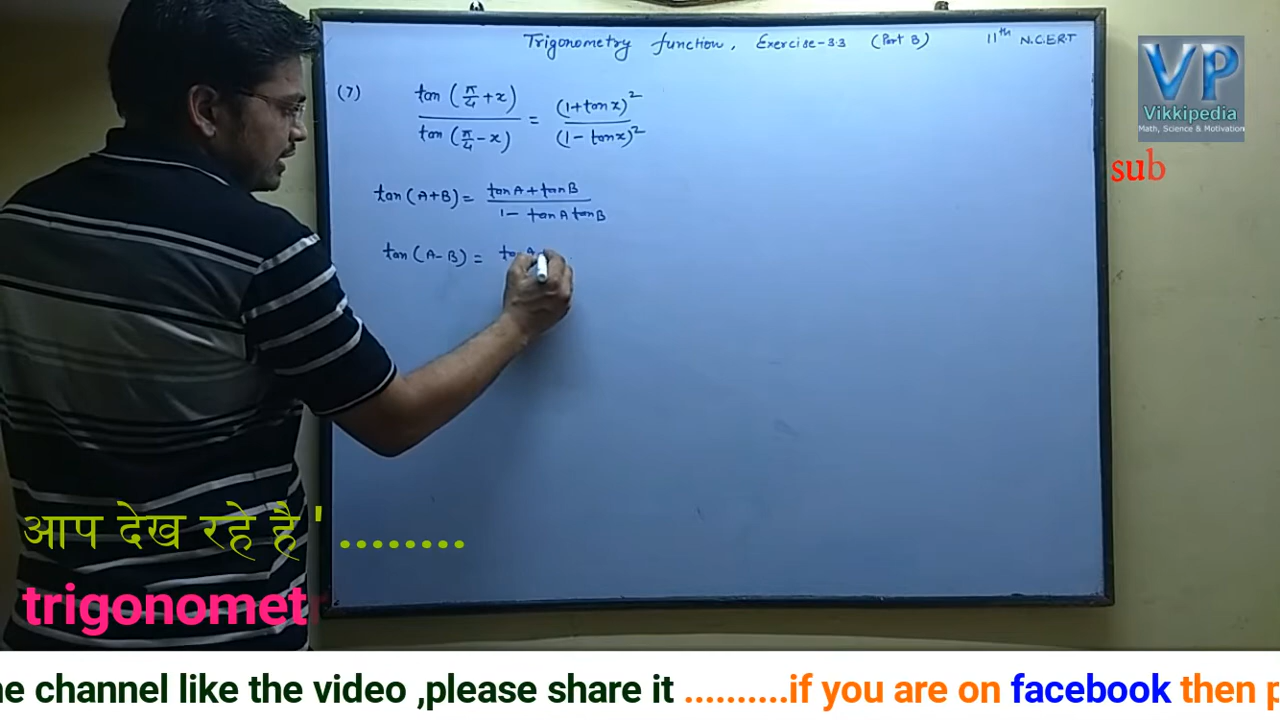 Trigonometry function, Exercise-3.3 (Part B) 11th N.C.E.R.T
(7) tan (π/4 + x) / tan (π/4 - x) = (1+tan x)² / (1 - tan x)²
tan (A+B) = tan A + tan B / 1 - tan A tan B
tan (A-B) = tan A
VP
Vikkipedia
Math, Science & Motivation
sub
आप देख रहे है '........
trigonomet
he channel like the video ,please share it ..........if you are on facebook then p